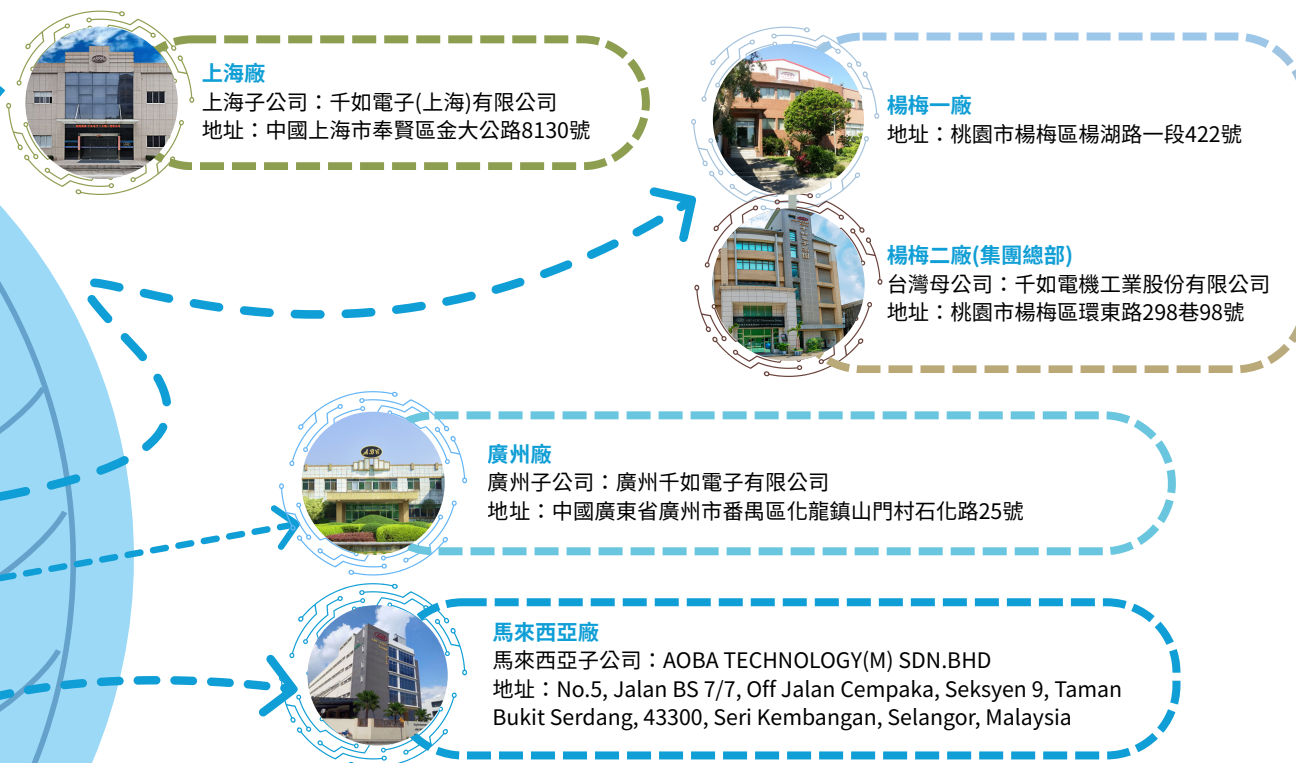 上海廠
上海子公司：千如電子(上海)有限公司
地址：中國上海市奉賢區金大公路8130號
楊梅一廠
地址：桃園市楊梅區楊湖路一段422號
楊梅二廠(集團總部)
台灣母公司：千如電機工業股份有限公司
地址：桃園市楊梅區環東路298巷98號
廣州廠
廣州子公司：廣州千如電子有限公司
地址：中國廣東省廣州市番禺區化龍鎮山門村石化路25號
馬來西亞廠
馬來西亞子公司：AOBA TECHNOLOGY(M) SDN.BHD
地址：No.5, Jalan BS 7/7, Off Jalan Cempaka, Seksyen 9, Taman
Bukit Serdang, 43300, Seri Kembangan, Selangor, Malaysia